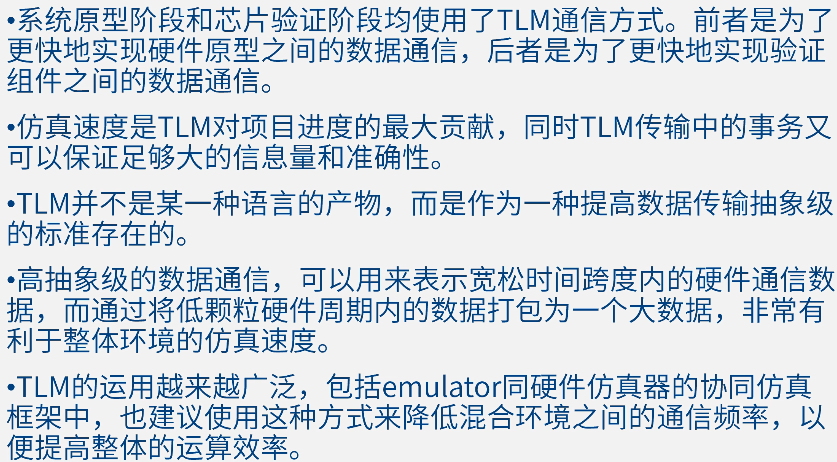 •系统原型阶段和芯片验证阶段均使用了TLM通信方式。前者是为了
更快地实现硬件原型之间的数据通信，后者是为了更快地实现验证
组件之间的数据通信。
•仿真速度是TLM对项目进度的最大贡献，同时TLM传输中的事务又
可以保证足够大的信息量和准确性。
•TLM并不是某一种语言的产物，而是作为一种提高数据传输抽象级
的标准存在的。
•高抽象级的数据通信，可以用来表示宽松时间跨度内的硬件通信数
据，而通过将低颗粒硬件周期内的数据打包为一个大数据，非常有
利于整体环境的仿真速度。
•TLM的运用越来越广泛，包括emulator同硬件仿真器的协同仿真
框架中，也建议使用这种方式来降低混合环境之间的通信频率，以
便提高整体的运算效率。